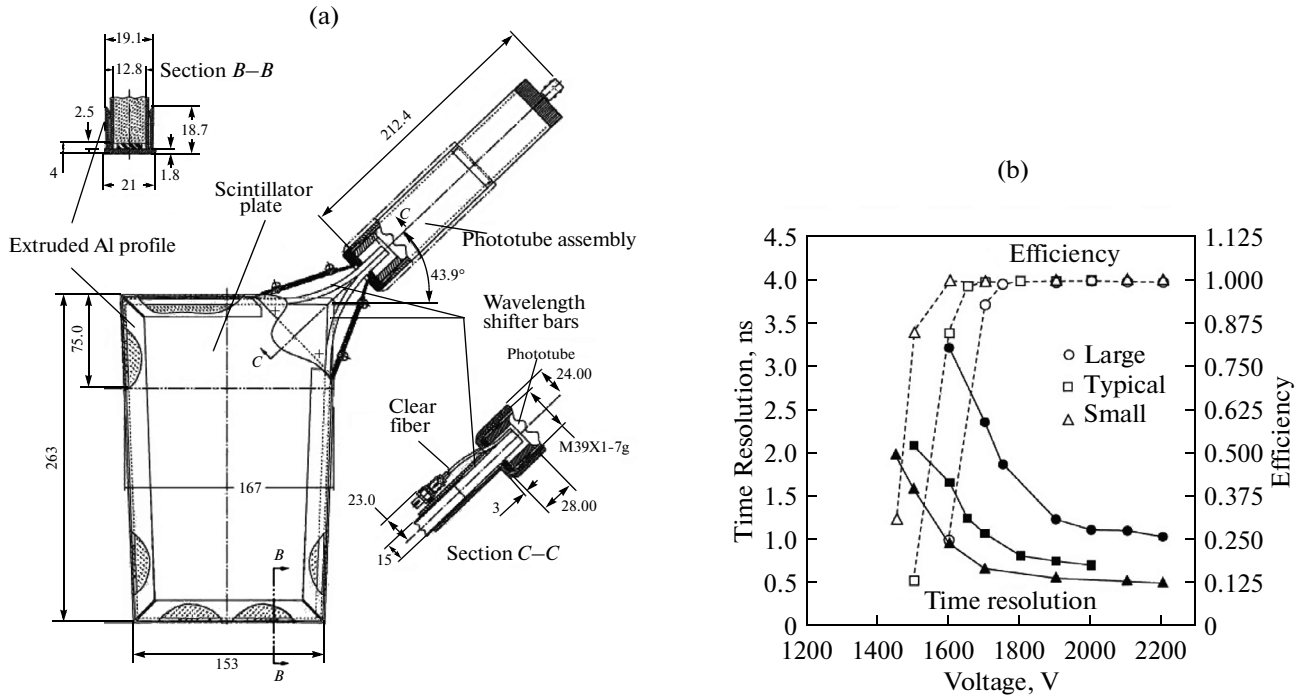 (a)
19.1
12.8
Section B–B
2.5
18.7
4
21
1.8
212.4
Scintillator
plate
C
Extruded Al profile
Phototube assembly
43.9°
Wavelength
shifter bars
75.0
C
Phototube
24.00
Clear
fiber
M39X1-7g
263
167
23.0
3
28.00
15
Section C–C
B
153
B
(b)
4.5
4.0
3.5
3.0
2.5
2.0
1.5
1.0
0.5
0
Time Resolution, ns
1.125
1.000
0.875
0.750
0.625
0.500
0.375
0.250
0.125
0
Efficiency
Efficiency
Large
Typical
Small
Time resolution
1200 1400 1600 1800 2000 2200
Voltage, V